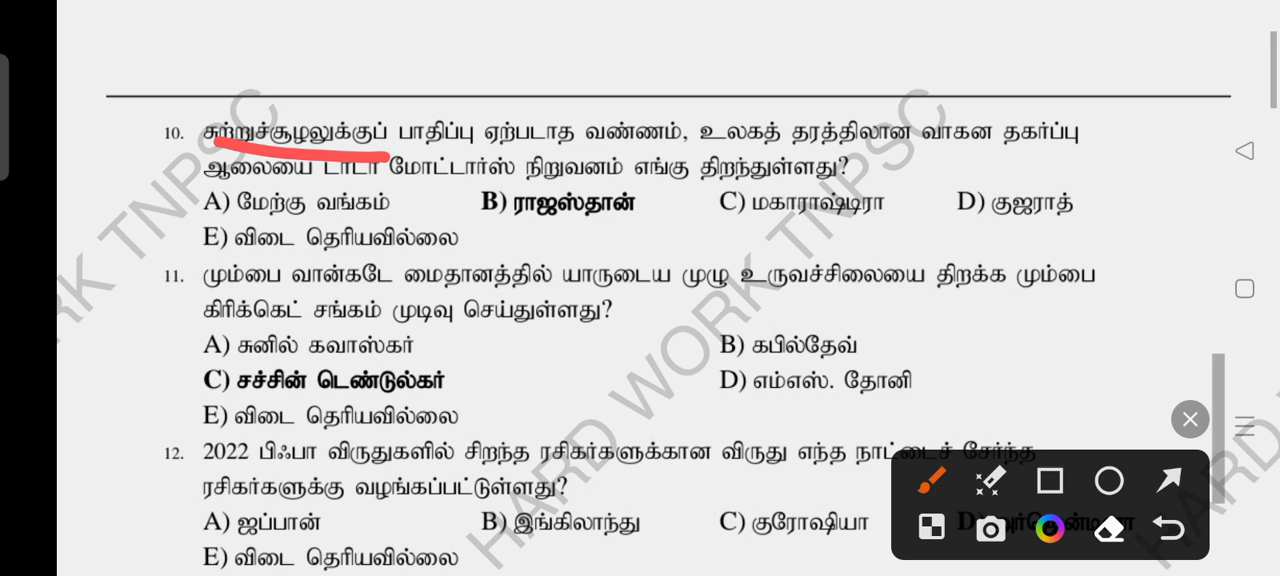 10. சுற்றுச்சூழலுக்குப் பாதிப்பு ஏற்படாத வண்ணம், உலகத் தரத்திலான வாகன தகர்ப்பு
ஆலையை டாடா மோட்டார்ஸ் நிறுவனம் எங்கு திறந்துள்ளது?
A) மேற்கு வங்கம் B) ராஜஸ்தான் C) மகாராஷ்டிரா D) குஜராத்
E) விடை தெரியவில்லை
11. மும்பை வான்கடே மைதானத்தில் யாருடைய முழு உருவச்சிலையை திறக்க மும்பை
கிரிக்கெட் சங்கம் முடிவு செய்துள்ளது?
A) சுனில் கவாஸ்கர் B) கபில்தேவ்
C) சச்சின் டெண்டுல்கர் D) எம்எஸ். தோனி
E) விடை தெரியவில்லை
12. 2022 பிஃபா விருதுகளில் சிறந்த ரசிகர்களுக்கான விருது எந்த நாட்டைச் சேர்ந்த
ரசிகர்களுக்கு வழங்கப்பட்டுள்ளது?
A) ஜப்பான் B) இங்கிலாந்து C) குரோஷியா D)
E) விடை தெரியவில்லை
HARD WORK TNPSC
RK TNPSC
HARD